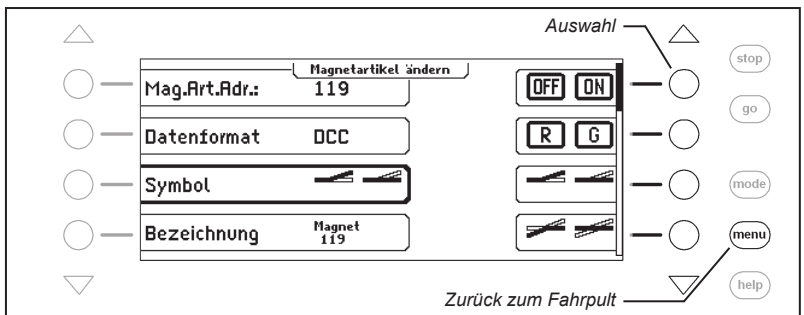 Auswahl
stop
Magnetartikel ändern
Mag.Art.Adr.: 119
OFF ON
go
Datenformat DCC
R G
Symbol
mode
Bezeichnung Magnet 119
menu
help
Zurück zum Fahrpult